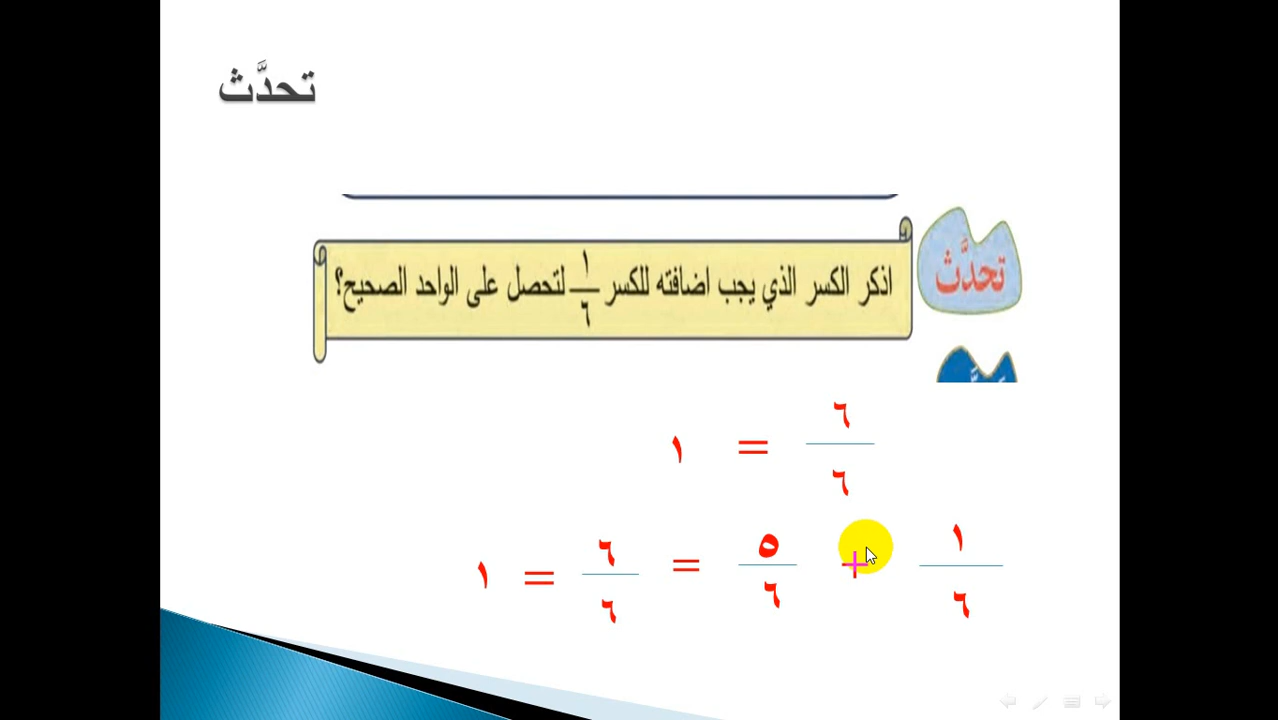 تحدَّث
تحدَّث
اذكر الكسر الذي يجب اضافته للكسر ١/٦ لتحصل على الواحد الصحيح؟
٦/٦ = ١
١/٦ + ٥/٦ = ٦/٦ = ١